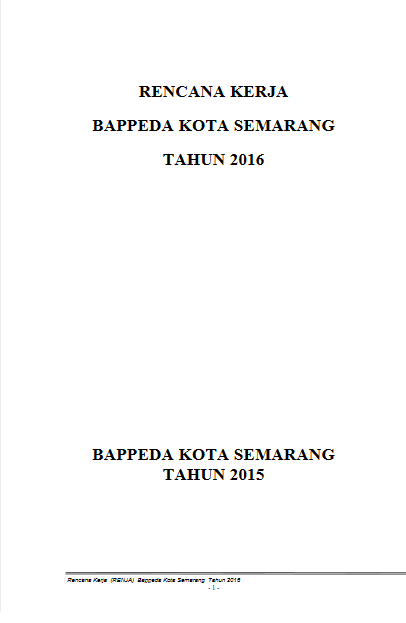 RENCANA KERJA
BAPPEDA KOTA SEMARANG
TAHUN 2016
BAPPEDA KOTA SEMARANG
TAHUN 2015
Rencana Kerja (RENJA) Bappeda Kota Semarang Tahun 2016
- 1 -